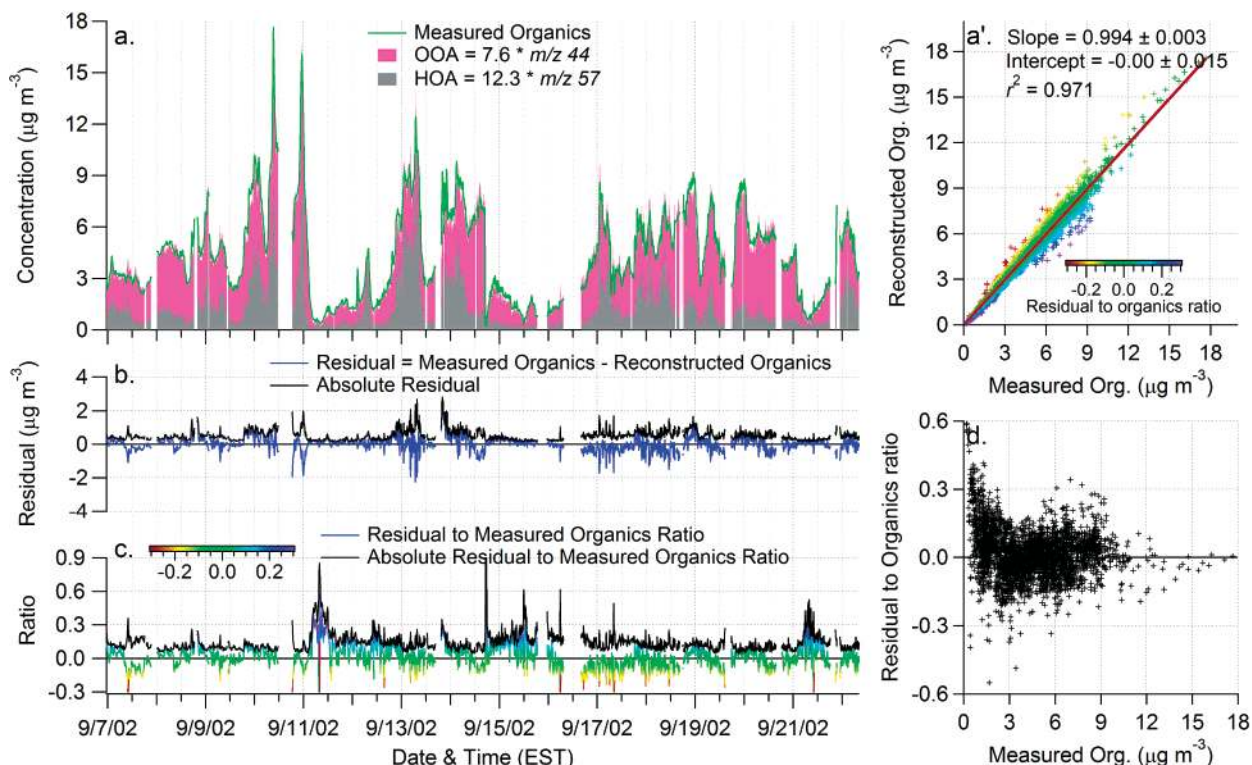 a.
Measured Organics
OOA = 7.6 * m/z 44
HOA = 12.3 * m/z 57
18
15
12
9
6
3
0
Concentration (µg m⁻³)
b.
Residual = Measured Organics - Reconstructed Organics
Absolute Residual
4
2
0
-2
-4
Residual (µg m⁻³)
c.
-0.2 0.0 0.2
Residual to Measured Organics Ratio
Absolute Residual to Measured Organics Ratio
0.9
0.6
0.3
0.0
-0.3
Ratio
9/7/02 9/9/02 9/11/02 9/13/02 9/15/02 9/17/02 9/19/02 9/21/02
Date & Time (EST)
a'.
Slope = 0.994 ± 0.003
Intercept = -0.00 ± 0.015
r² = 0.971
18
15
12
9
6
3
0
Reconstructed Org. (µg m⁻³)
-0.2 0.0 0.2
Residual to organics ratio
0 3 6 9 12 15 18
Measured Org. (µg m⁻³)
d.
0.6
0.3
0.0
-0.3
-0.6
Residual to Organics ratio
0 3 6 9 12 15 18
Measured Org. (µg m⁻³)